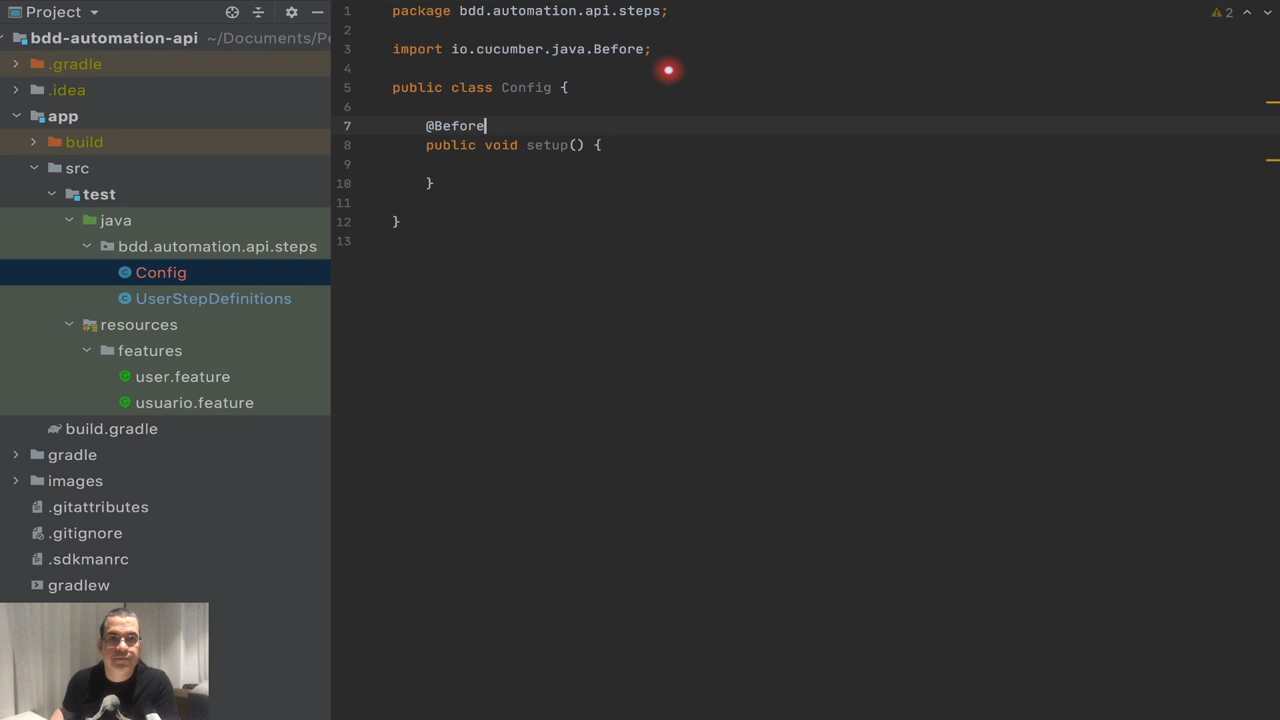 Project
bdd-automation-api ~/Documents/Pe
.gradle
.idea
app
build
src
test
java
bdd.automation.api.steps
Config
UserStepDefinitions
resources
features
user.feature
usuario.feature
build.gradle
gradle
images
.gitattributes
.gitignore
.sdkmanrc
gradlew
1 package bdd.automation.api.steps;
2
3 import io.cucumber.java.Before;
4
5 public class Config {
6
7 @Before
8 public void setup() {
9
10 }
11
12 }
13
2